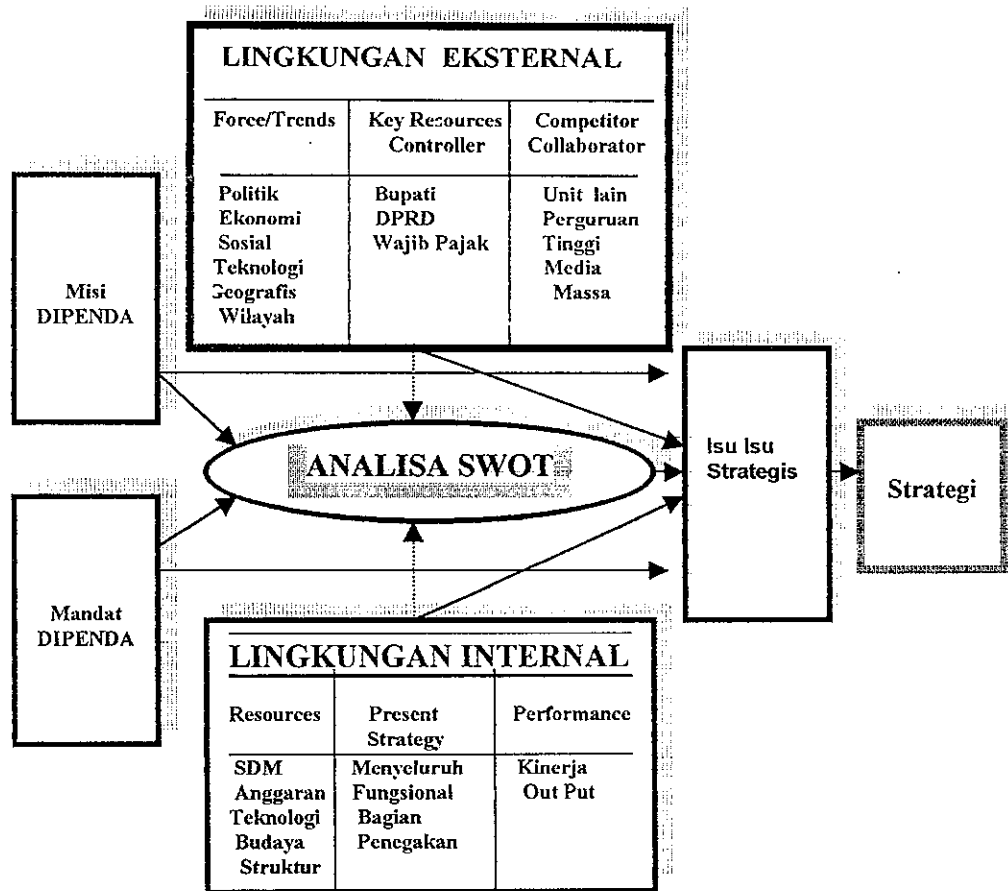 LINGKUNGAN EKSTERNAL
Force/Trends
Key Resources
Controller
Competitor
Collaborator
Politik
Ekonomi
Sosial
Teknologi
Geografis
Wilayah
Bupati
DPRD
Wajib Pajak
Unit lain
Perguruan
Tinggi
Media
Massa
Misi
DIPENDA
ANALISA SWOT
Isu Isu
Strategis
Strategi
Mandat
DIPENDA
LINGKUNGAN INTERNAL
Resources
Present
Strategy
Performance
SDM
Anggaran
Teknologi
Budaya
Struktur
Menyeluruh
Fungsional
Bagian
Penegakan
Kinerja
Out Put